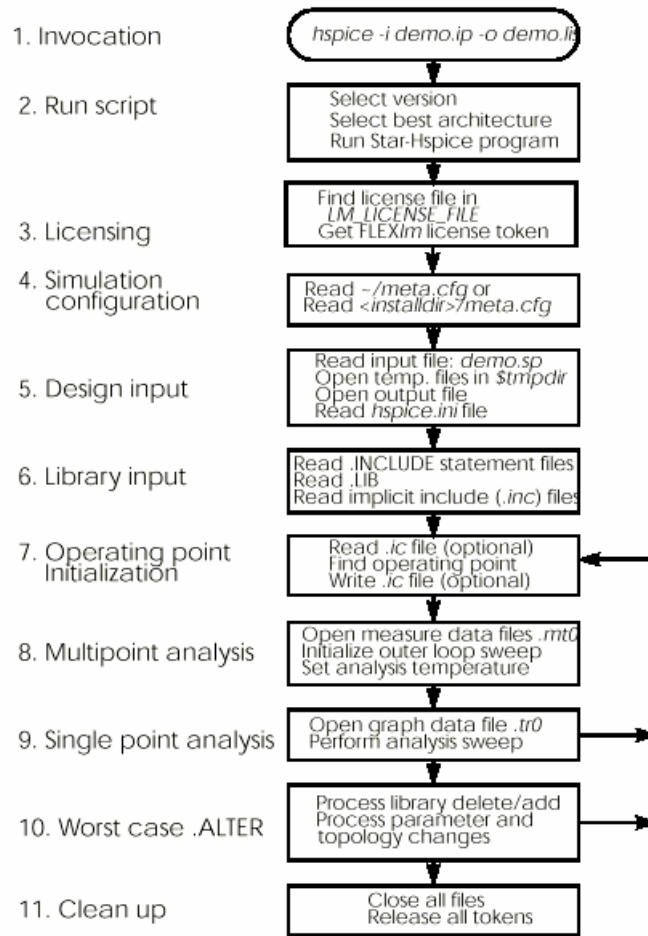 1. Invocation
hspice -i demo.ip -o demo.lis
2. Run script
Select version
Select best architecture
Run Star-Hspice program
3. Licensing
Find license file in
LM_LICENSE_FILE
Get FLEXlm license token
4. Simulation
configuration
Read ~/meta.cfg or
Read <installdir>/meta.cfg
5. Design input
Read input file: demo.sp
Open temp. files in $tmpdir
Open output file
Read hspice.ini file
6. Library input
Read .INCLUDE statement files
Read .LIB
Read implicit include (.inc) files
7. Operating point
Initialization
Read .ic file (optional)
Find operating point
Write .ic file (optional)
8. Multipoint analysis
Open measure data files .mt0
Initialize outer loop sweep
Set analysis temperature
9. Single point analysis
Open graph data file .tr0
Perform analysis sweep
10. Worst case .ALTER
Process library delete/add
Process parameter and
topology changes
11. Clean up
Close all files
Release all tokens